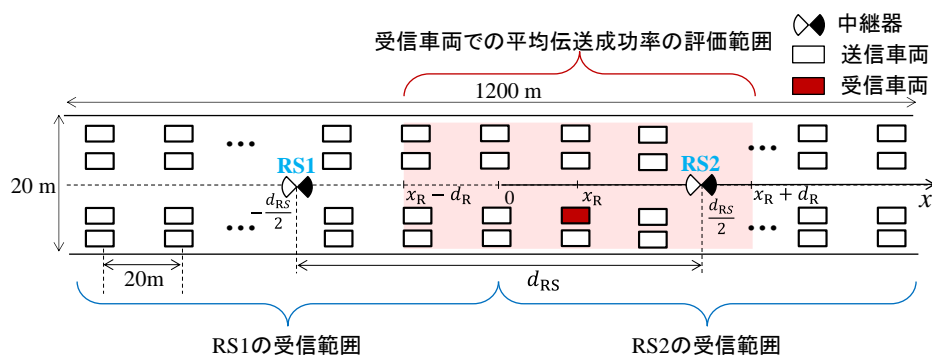 中継器
受信車両での平均伝送成功率の評価範囲
送信車両
受信車両
1200 m
20 m
RS1
RS2
x_R − d_R
0
x_R
x_R + d_R
x
−d_RS/2
d_RS/2
20m
d_RS
RS1の受信範囲
RS2の受信範囲